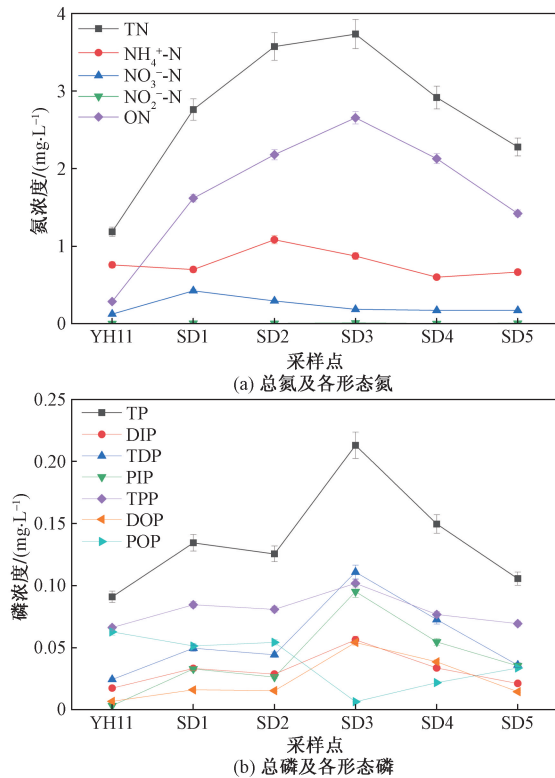 4
3
2
1
0
氮浓度/(mg·L⁻¹)
TN
NH₄⁺-N
NO₃⁻-N
NO₂⁻-N
ON
YH11 SD1 SD2 SD3 SD4 SD5
采样点
(a) 总氮及各形态氮
0.25
0.20
0.15
0.10
0.05
0
磷浓度/(mg·L⁻¹)
TP
DIP
TDP
PIP
TPP
DOP
POP
YH11 SD1 SD2 SD3 SD4 SD5
采样点
(b) 总磷及各形态磷